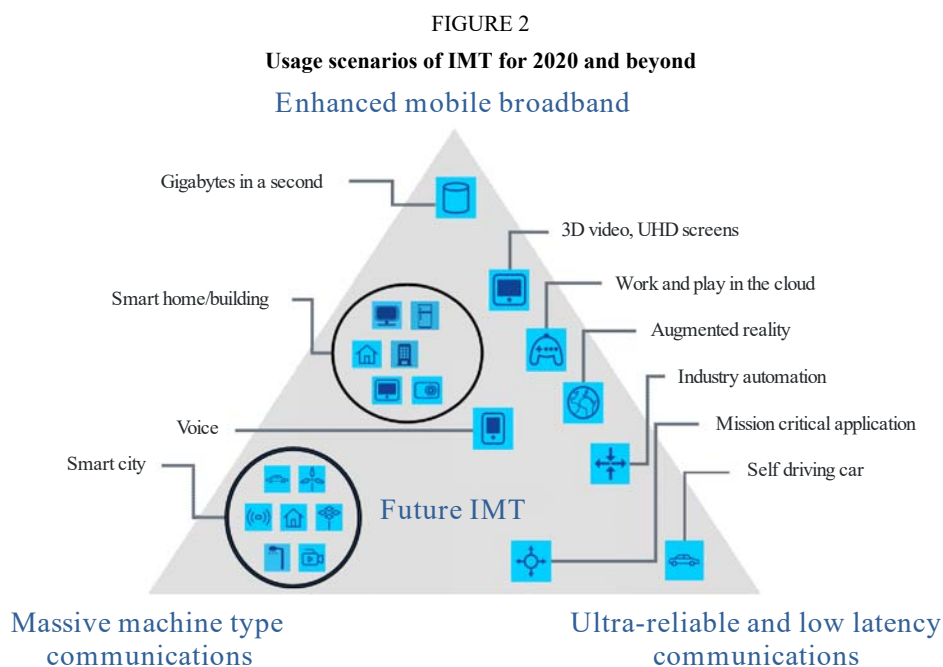 FIGURE 2
Usage scenarios of IMT for 2020 and beyond
Enhanced mobile broadband
Gigabytes in a second
3D video, UHD screens
Smart home/building
Work and play in the cloud
Augmented reality
Industry automation
Voice
Mission critical application
Smart city
Self driving car
Future IMT
Massive machine type
communications
Ultra-reliable and low latency
communications